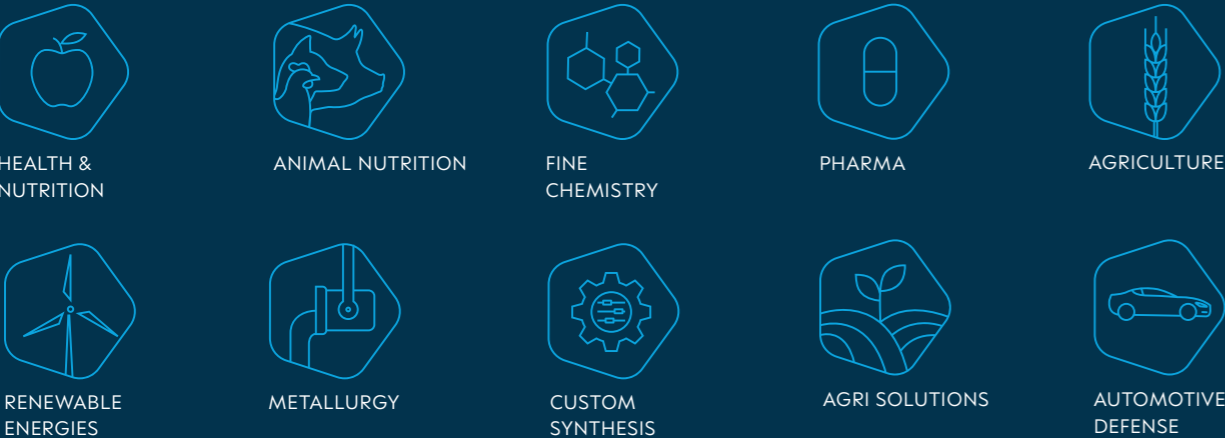 HEALTH &
NUTRITION
ANIMAL NUTRITION
FINE
CHEMISTRY
PHARMA
AGRICULTURE
RENEWABLE
ENERGIES
METALLURGY
CUSTOM
SYNTHESIS
AGRI SOLUTIONS
AUTOMOTIVE
DEFENSE